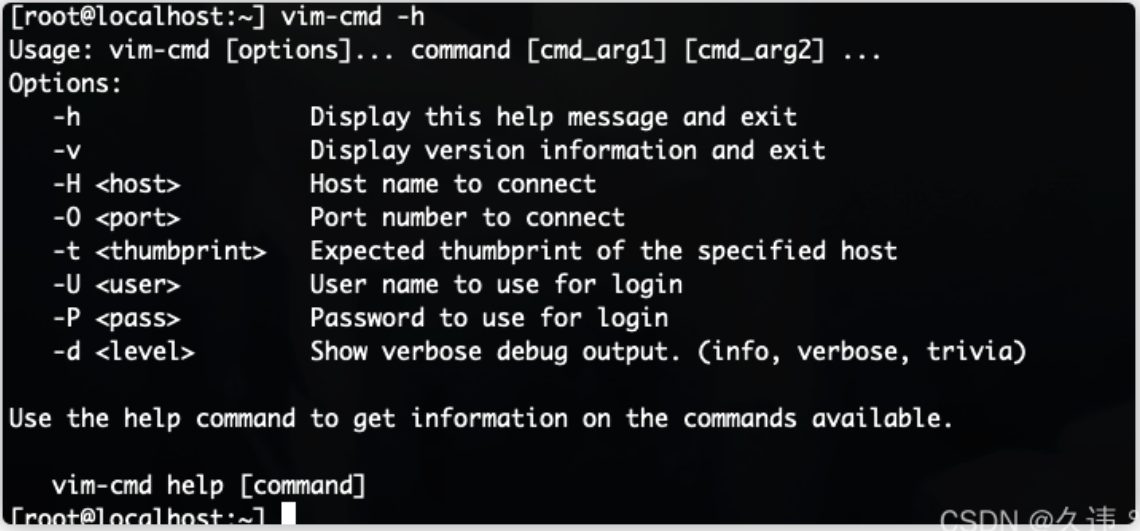 [root@localhost:~] vim-cmd -h
Usage: vim-cmd [options]... command [cmd_arg1] [cmd_arg2] ...
Options:
   -h                Display this help message and exit
   -v                Display version information and exit
   -H <host>         Host name to connect
   -O <port>         Port number to connect
   -t <thumbprint>   Expected thumbprint of the specified host
   -U <user>         User name to use for login
   -P <pass>         Password to use for login
   -d <level>        Show verbose debug output. (info, verbose, trivia)
Use the help command to get information on the commands available.
   vim-cmd help [command]
[root@localhost:~]
CSDN @久违